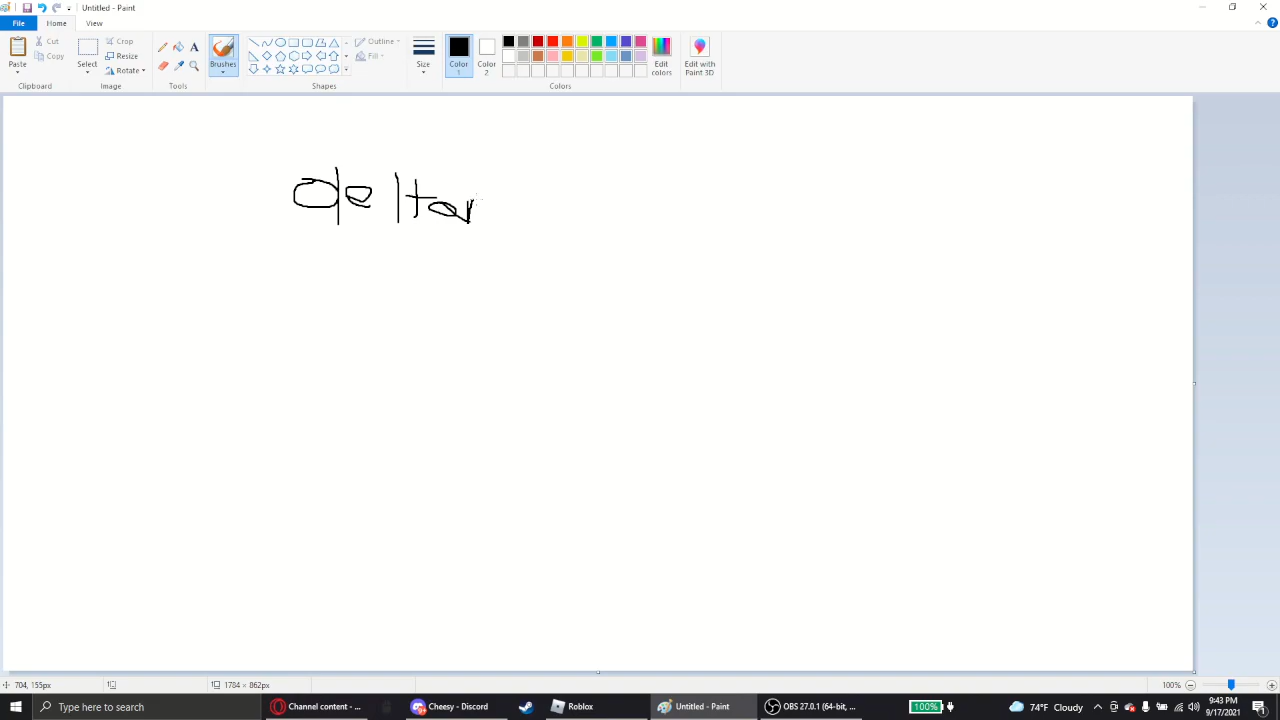 Untitled - Paint
File Home View
Paste
Cut
Copy
Clipboard
Select
Crop
Resize
Rotate
Image
Tools
Brushes
Outline
Fill
Shapes
Size
Color 1
Color 2
Colors
Edit colors
Edit with Paint 3D
deltar
704, 155px
1784 × 862px
100%
Type here to search
Channel content - ...
Cheesy - Discord
Roblox
Untitled - Paint
OBS 27.0.1 (64-bit, ...
100%
74°F Cloudy
9:43 PM
9/17/2021
1